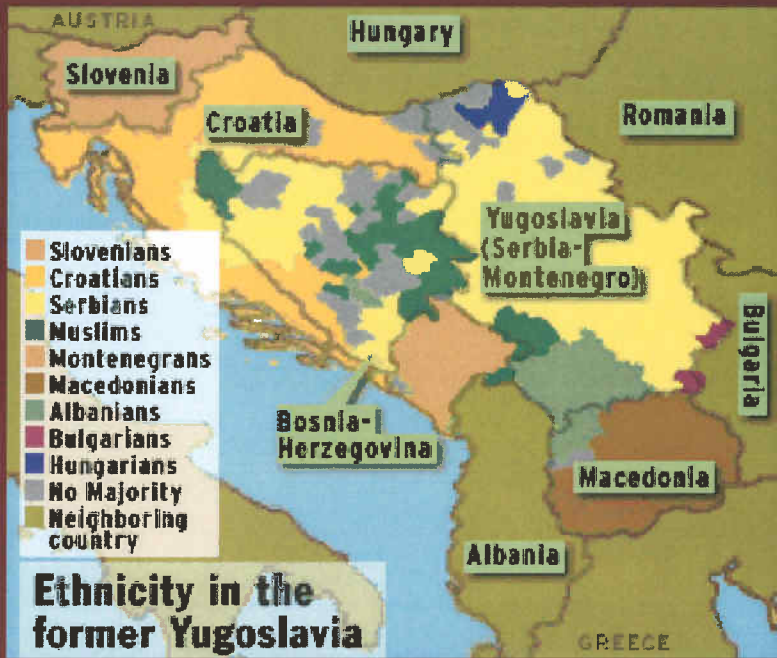 AUSTRIA
Hungary
Slovenia
Romania
Croatia
Yugoslavia
(Serbia-
Montenegro)
Slovenians
Croatians
Serbians
Muslims
Montenegrans
Macedonians
Albanians
Bulgarians
Hungarians
No Majority
Neighboring
country
Bulgaria
Bosnia-
Herzegovina
Macedonia
Albania
Ethnicity in the
former Yugoslavia
GREECE